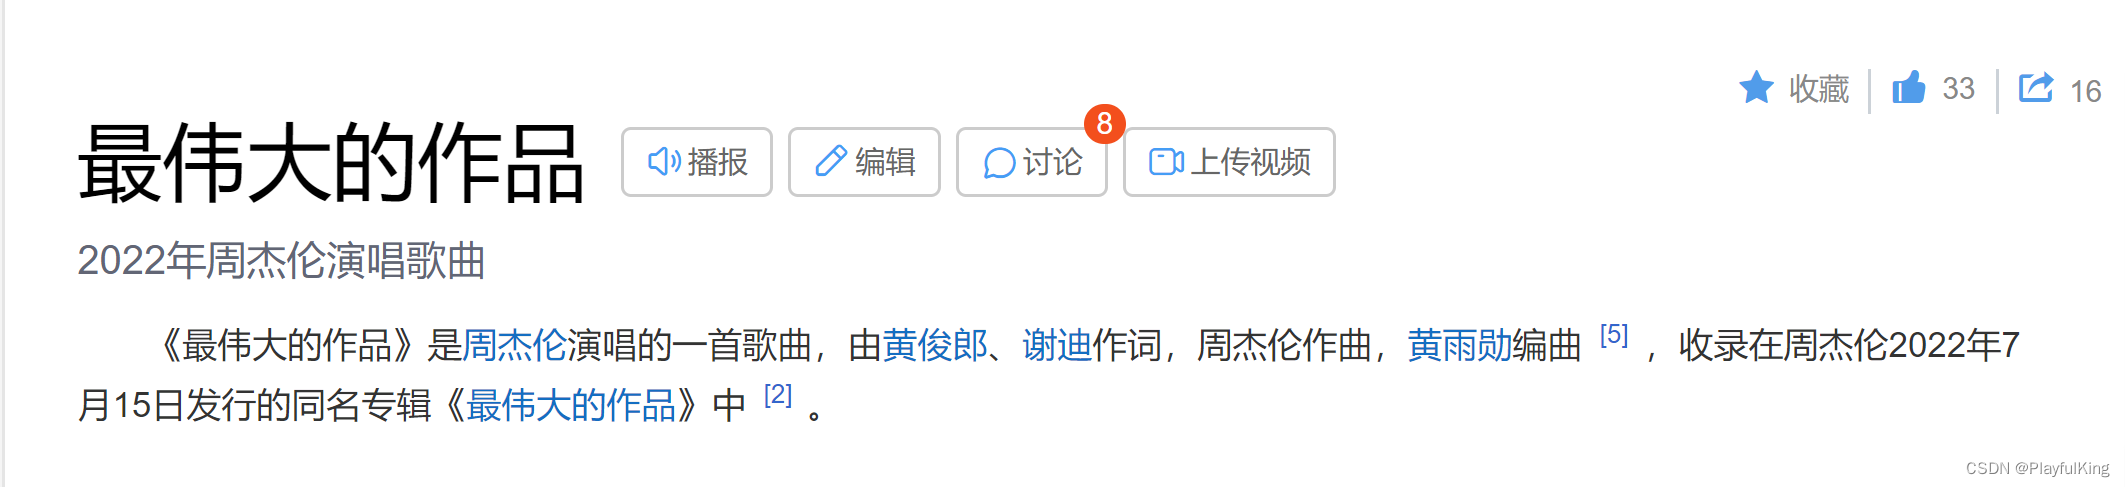 收藏 33 16
最伟大的作品 播报 编辑 讨论 8 上传视频
2022年周杰伦演唱歌曲
《最伟大的作品》是周杰伦演唱的一首歌曲，由黄俊郎、谢迪作词，周杰伦作曲，黄雨勋编曲 [5] ，收录在周杰伦2022年7
月15日发行的同名专辑《最伟大的作品》中 [2] 。
CSDN @PlayfulKing